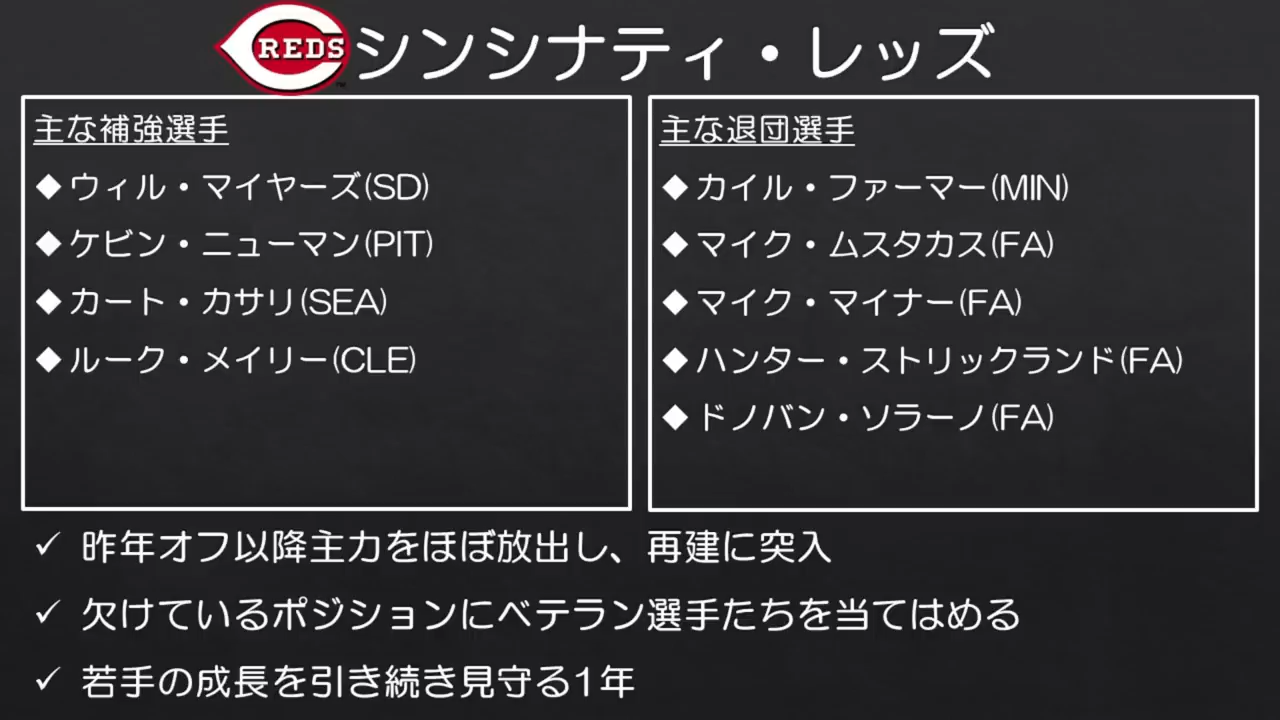 REDS シンシナティ・レッズ
主な補強選手
◆ウィル・マイヤーズ(SD)
◆ケビン・ニューマン(PIT)
◆カート・カサリ(SEA)
◆ルーク・メイリー(CLE)
主な退団選手
◆カイル・ファーマー(MIN)
◆マイク・ムスタカス(FA)
◆マイク・マイナー(FA)
◆ハンター・ストリックランド(FA)
◆ドノバン・ソラーノ(FA)
✓ 昨年オフ以降主力をほぼ放出し、再建に突入
✓ 欠けているポジションにベテラン選手たちを当てはめる
✓ 若手の成長を引き続き見守る1年